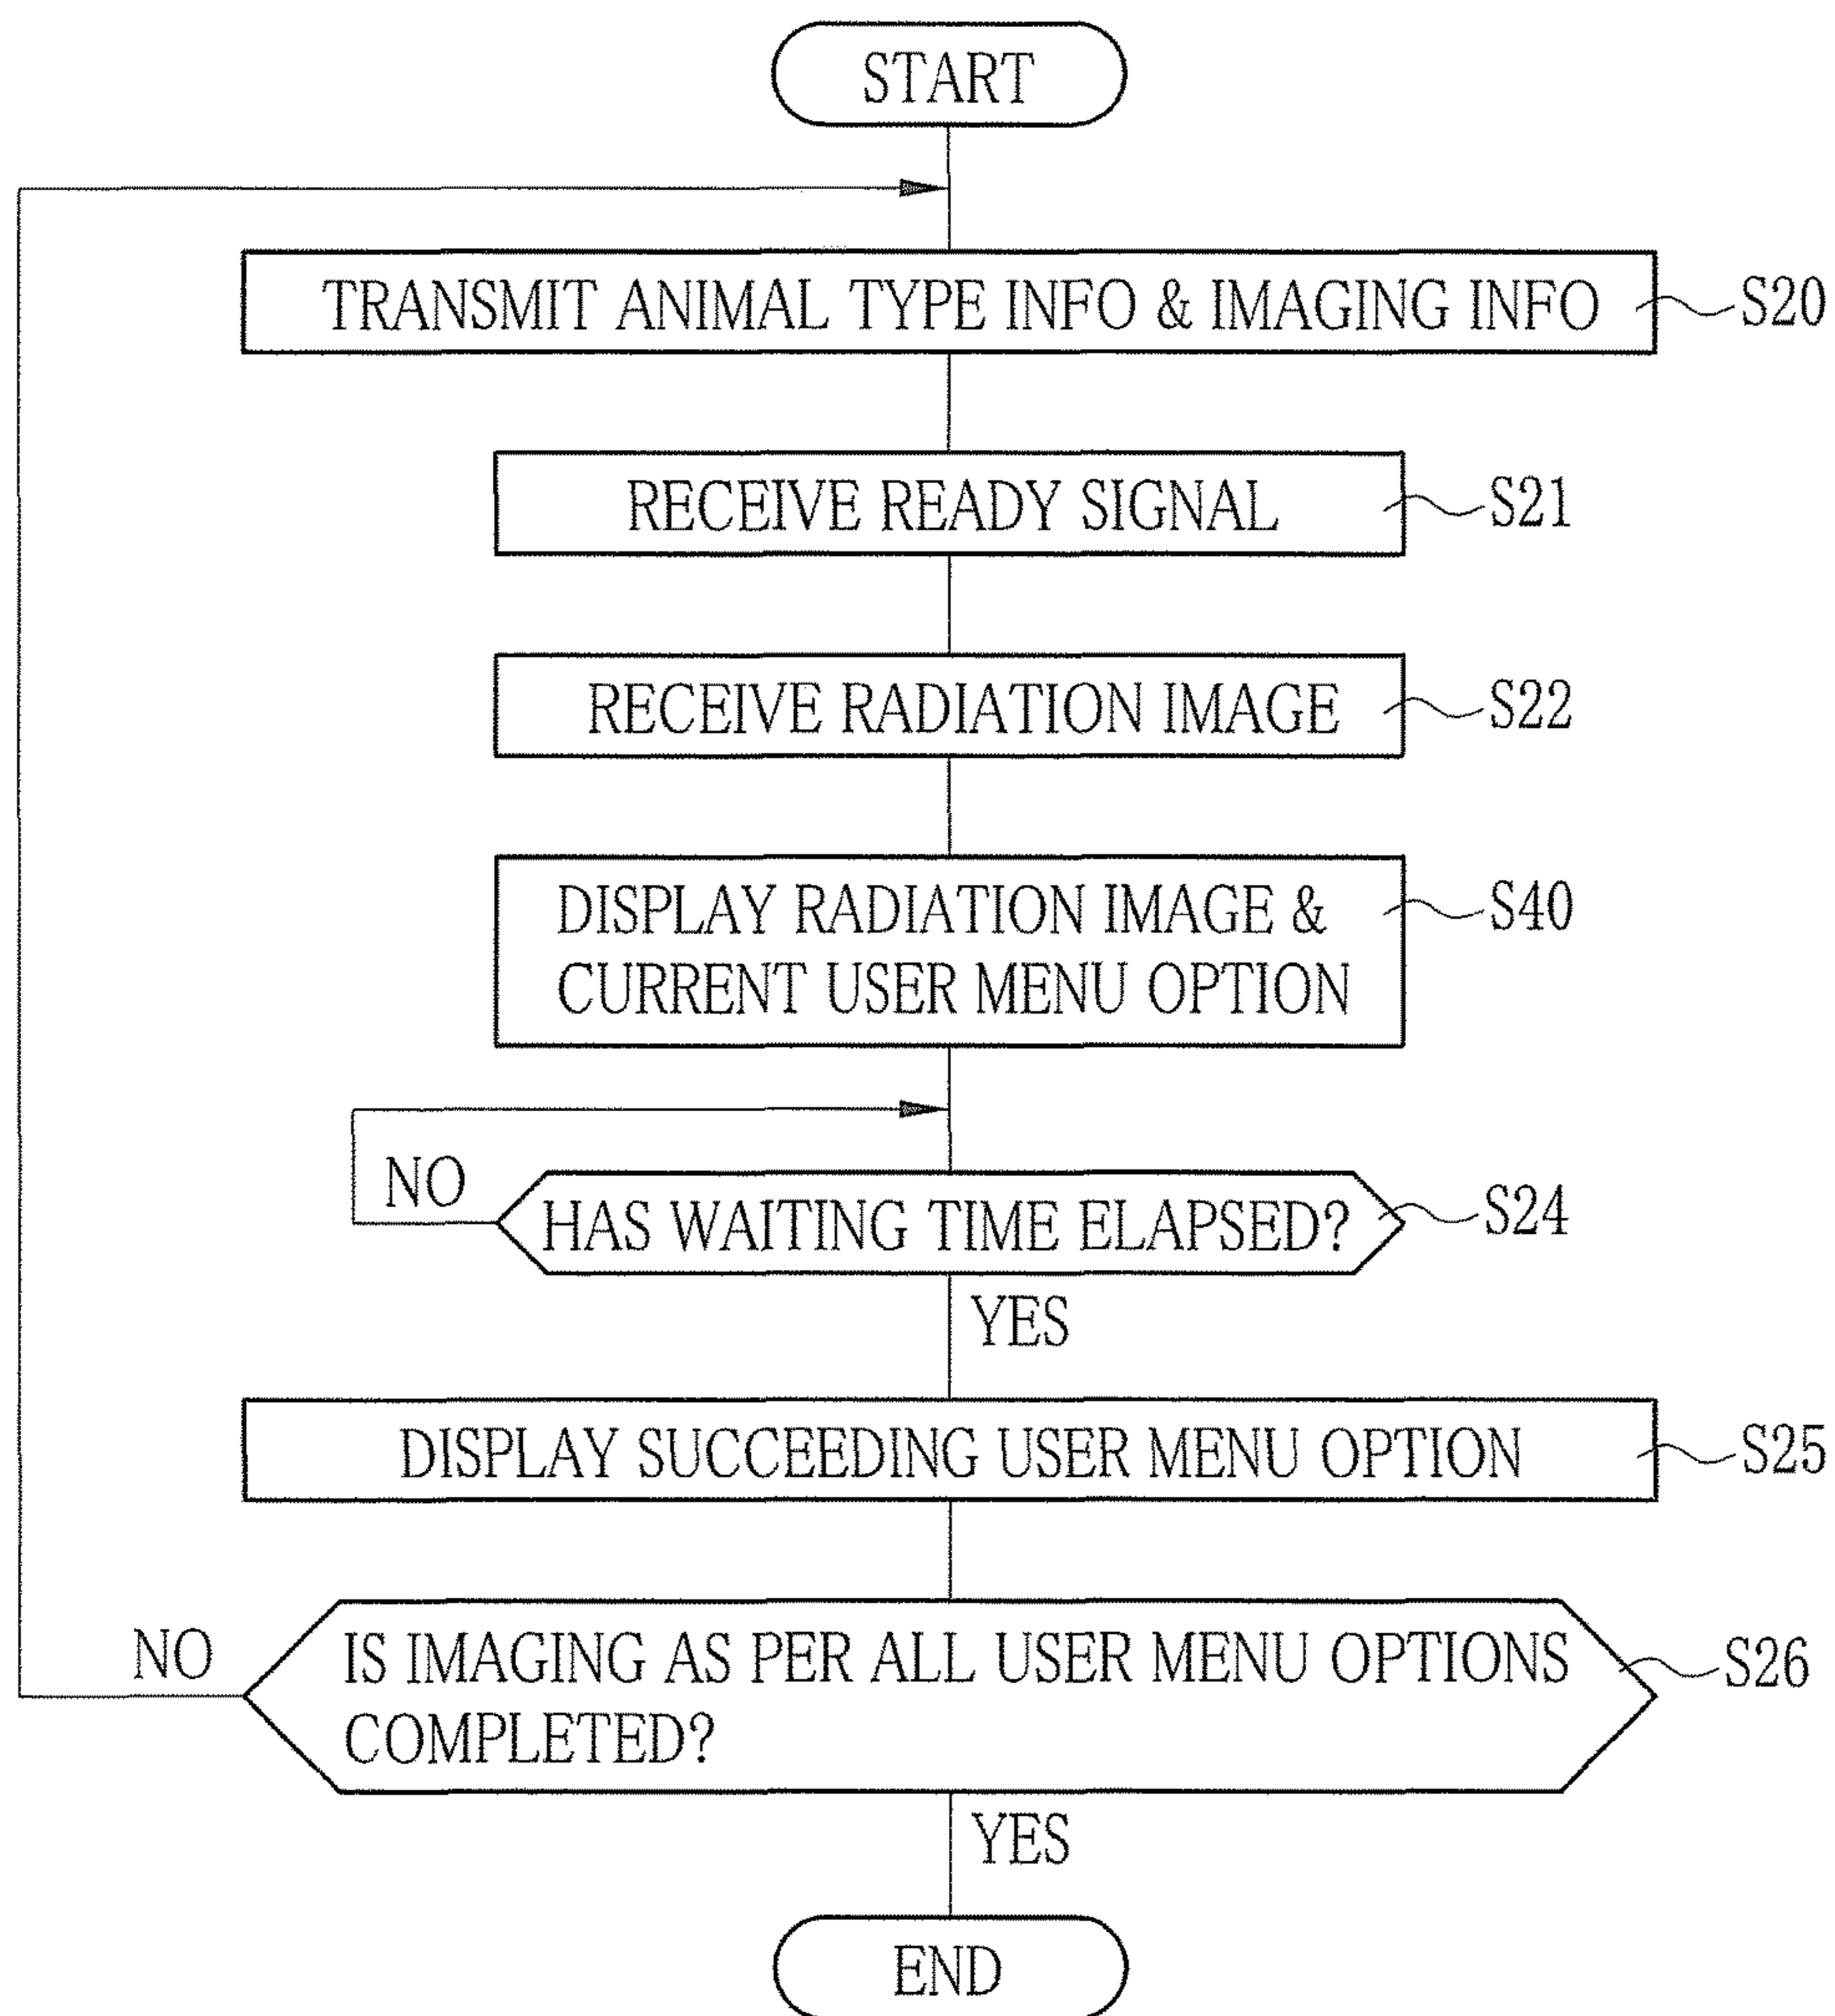 START
TRANSMIT ANIMAL TYPE INFO & IMAGING INFO
S20
RECEIVE READY SIGNAL
S21
RECEIVE RADIATION IMAGE
S22
DISPLAY RADIATION IMAGE &
CURRENT USER MENU OPTION
S40
NO
HAS WAITING TIME ELAPSED?
S24
YES
DISPLAY SUCCEEDING USER MENU OPTION
S25
NO
IS IMAGING AS PER ALL USER MENU OPTIONS
COMPLETED?
S26
YES
END